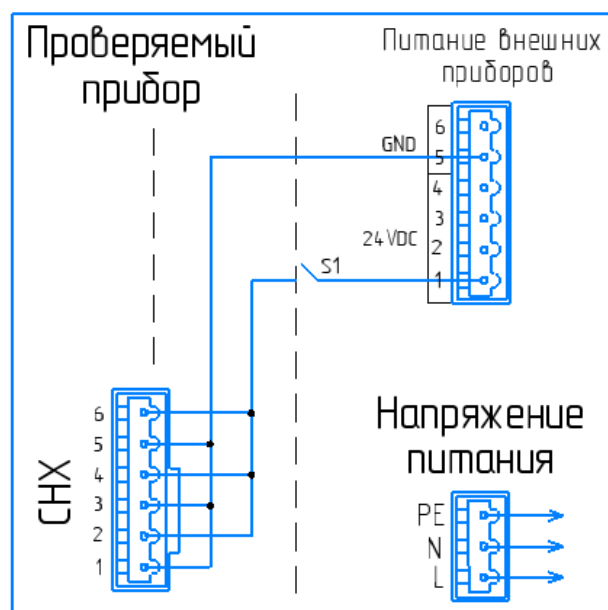 Проверяемый
прибор
Питание внешних
приборов
6
GND
5
4
3
24 VDC
2
S1
1
6
5
4
3
2
1
CHX
Напряжение
питания
PE
N
L